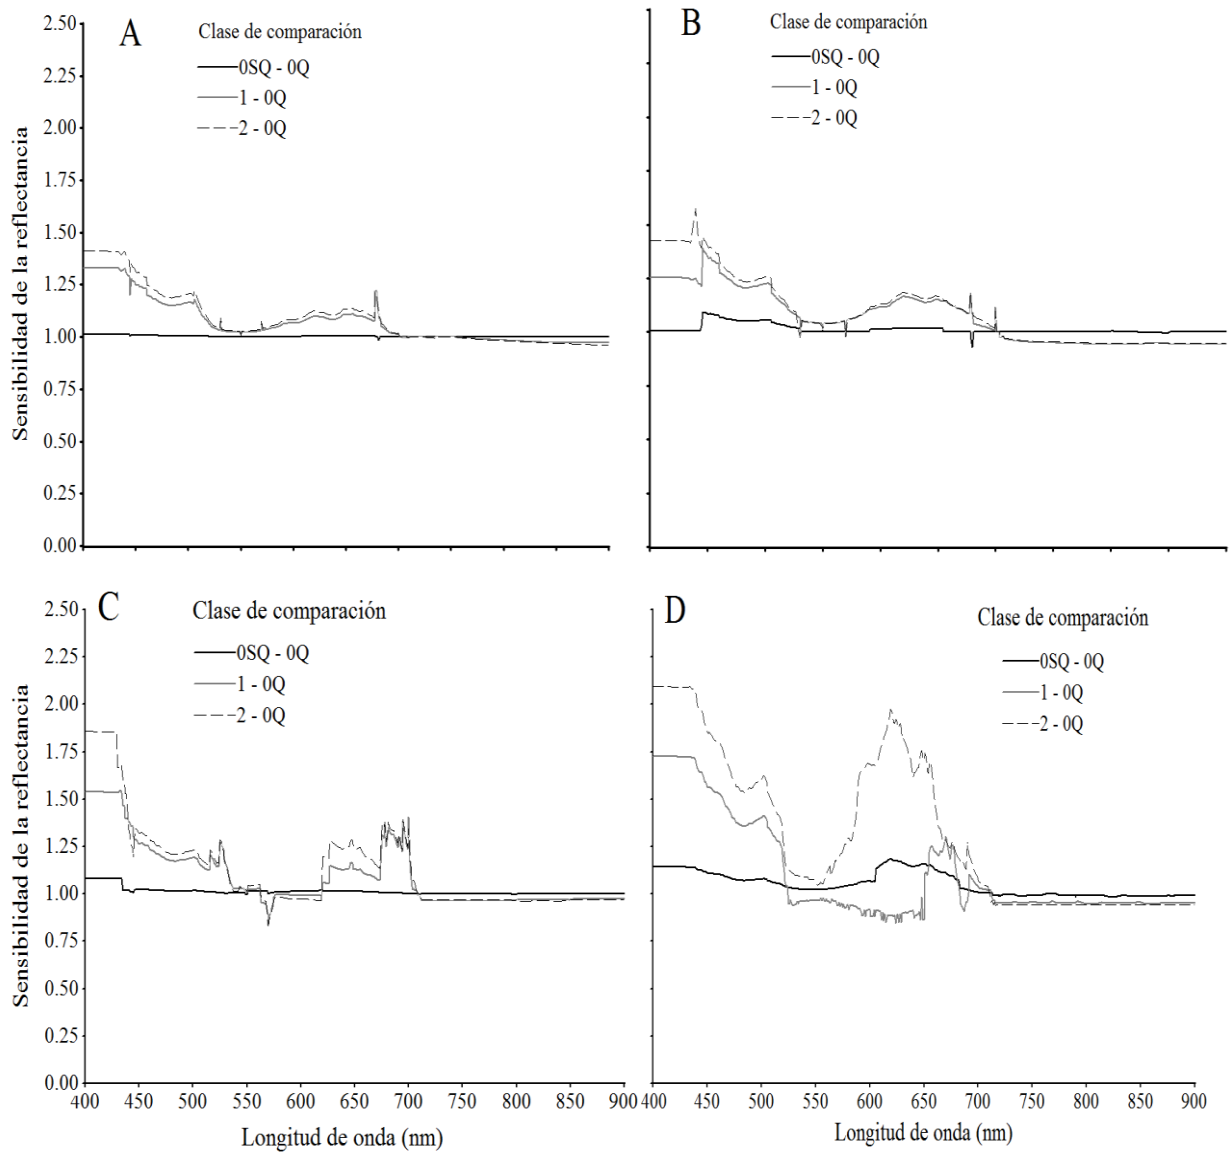 A
Clase de comparación
0SQ - 0Q
1 - 0Q
2 - 0Q
2.50
2.25
2.00
1.75
1.50
1.25
1.00
0.75
0.50
0.25
0.00
Sensibilidad de la reflectancia
B
Clase de comparación
0SQ - 0Q
1 - 0Q
2 - 0Q
C
Clase de comparación
0SQ - 0Q
1 - 0Q
2 - 0Q
2.50
2.25
2.00
1.75
1.50
1.25
1.00
0.75
0.50
0.25
0.00
Sensibilidad de la reflectancia
400 450 500 550 600 650 700 750 800 850 900
Longitud de onda (nm)
D
Clase de comparación
0SQ - 0Q
1 - 0Q
2 - 0Q
400 450 500 550 600 650 700 750 800 850 900
Longitud de onda (nm)